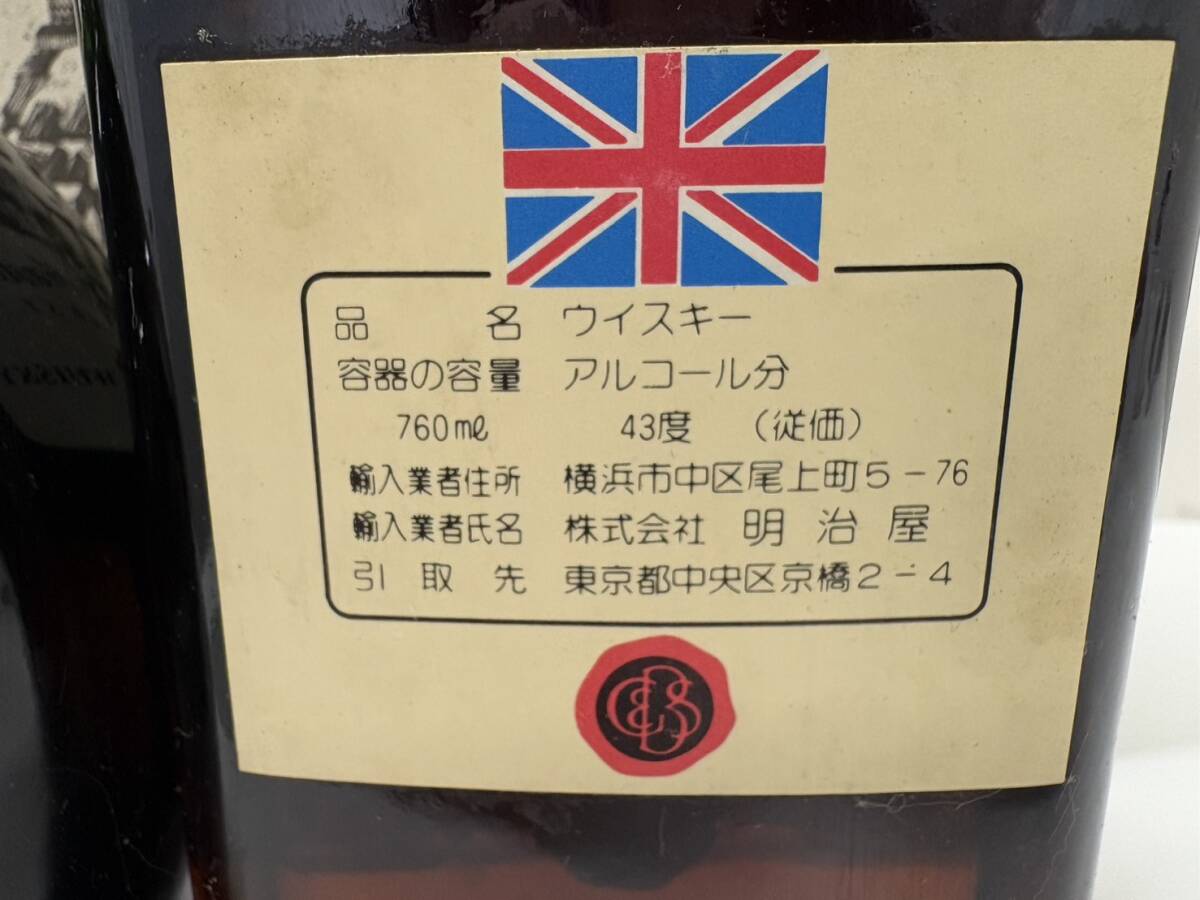 品名 ウイスキー
容器の容量 アルコール分
760ml 43度 (従価)
輸入業者住所 横浜市中区尾上町5-76
輸入業者氏名 株式会社 明治屋
引取先 東京都中央区京橋2-4